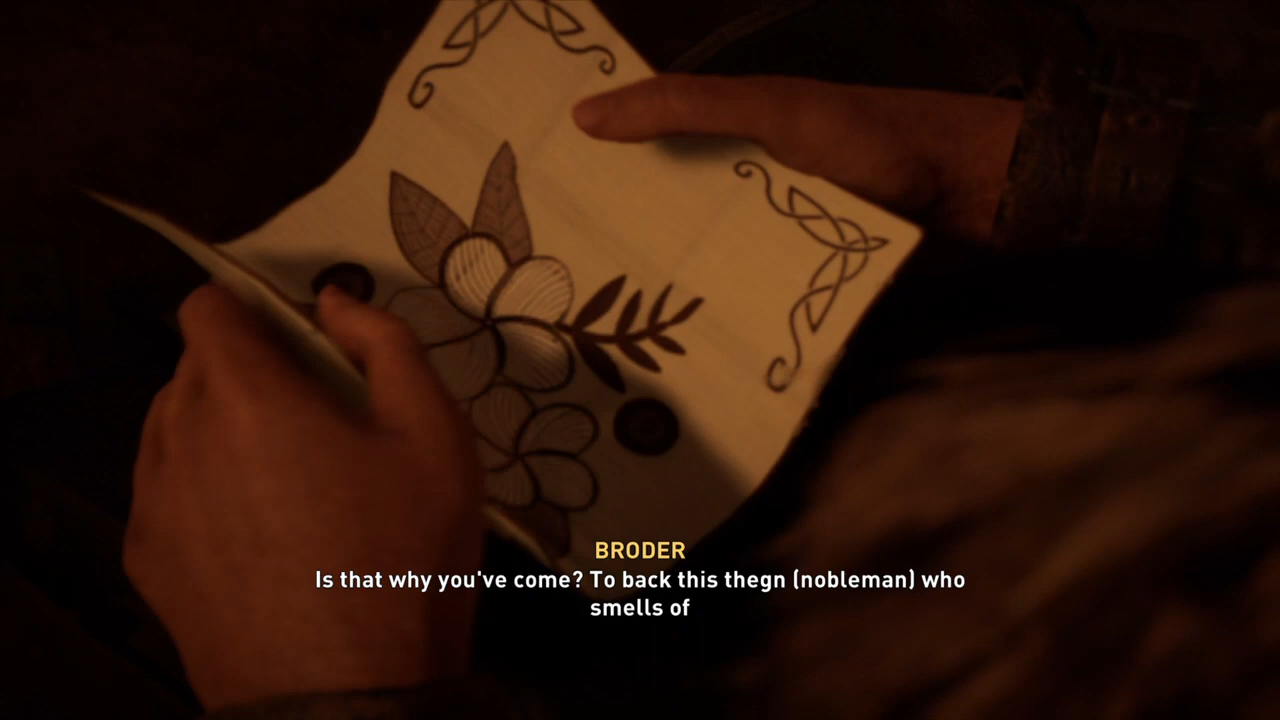 BRODER
Is that why you've come? To back this thegn (nobleman) who
smells of